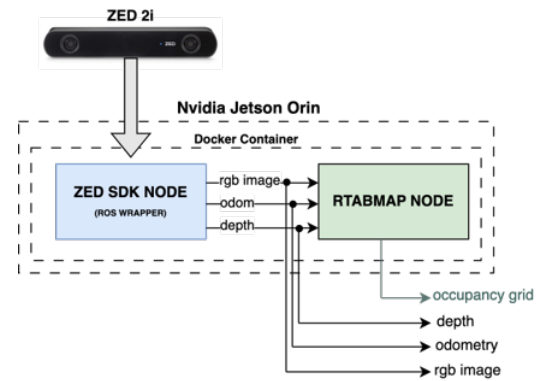 ZED 2i
ZED
Nvidia Jetson Orin
Docker Container
ZED SDK NODE
(ROS WRAPPER)
rgb image
odom
depth
RTABMAP NODE
occupancy grid
depth
odometry
rgb image